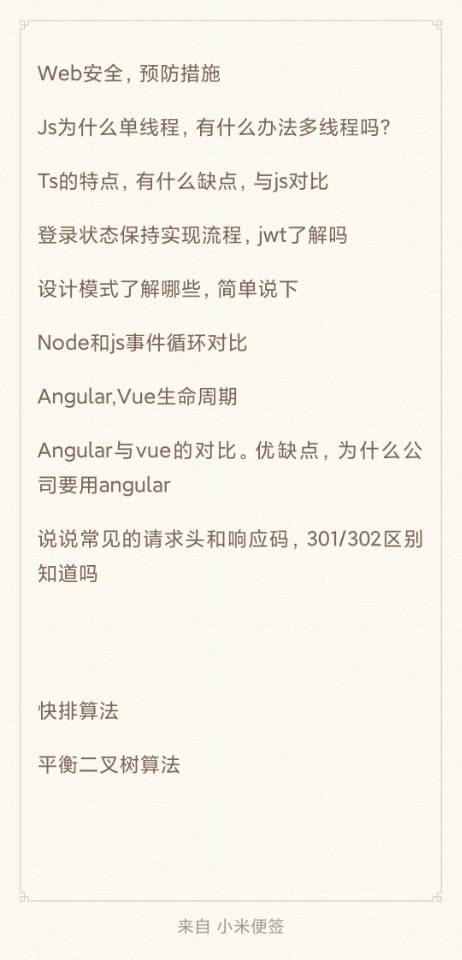 Web安全，预防措施
Js为什么单线程，有什么办法多线程吗？
Ts的特点，有什么缺点，与js对比
登录状态保持实现流程，jwt了解吗
设计模式了解哪些，简单说下
Node和js事件循环对比
Angular,Vue生命周期
Angular与vue的对比。优缺点，为什么公
司要用angular
说说常见的请求头和响应码，301/302区别
知道吗
快排算法
平衡二叉树算法
来自 小米便签